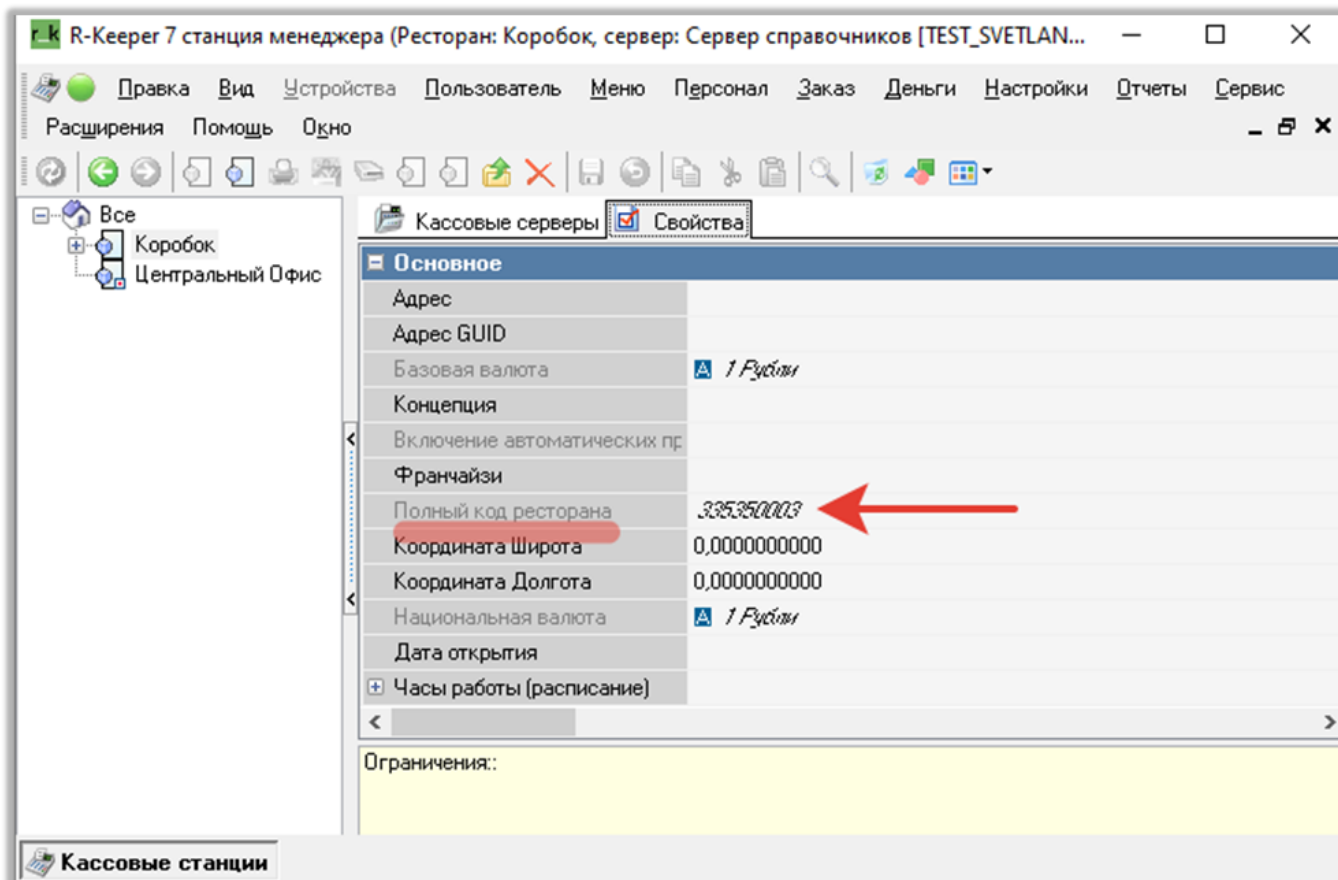 r_k R-Keeper 7 станция менеджера (Ресторан: Коробок, сервер: Сервер справочников [TEST_SVETLAN...
Правка Вид Устройства Пользователь Меню Персонал Заказ Деньги Настройки Отчеты Сервис
Расширения Помощь Окно
Все
Коробок
Центральный Офис
Кассовые серверы Свойства
Основное
Адрес
Адрес GUID
Базовая валюта A 1 Рубли
Концепция
Включение автоматических пр
Франчайзи
Полный код ресторана 335350003
Координата Широта 0,0000000000
Координата Долгота 0,0000000000
Национальная валюта A 1 Рубли
Дата открытия
Часы работы (расписание)
Ограничения::
Кассовые станции